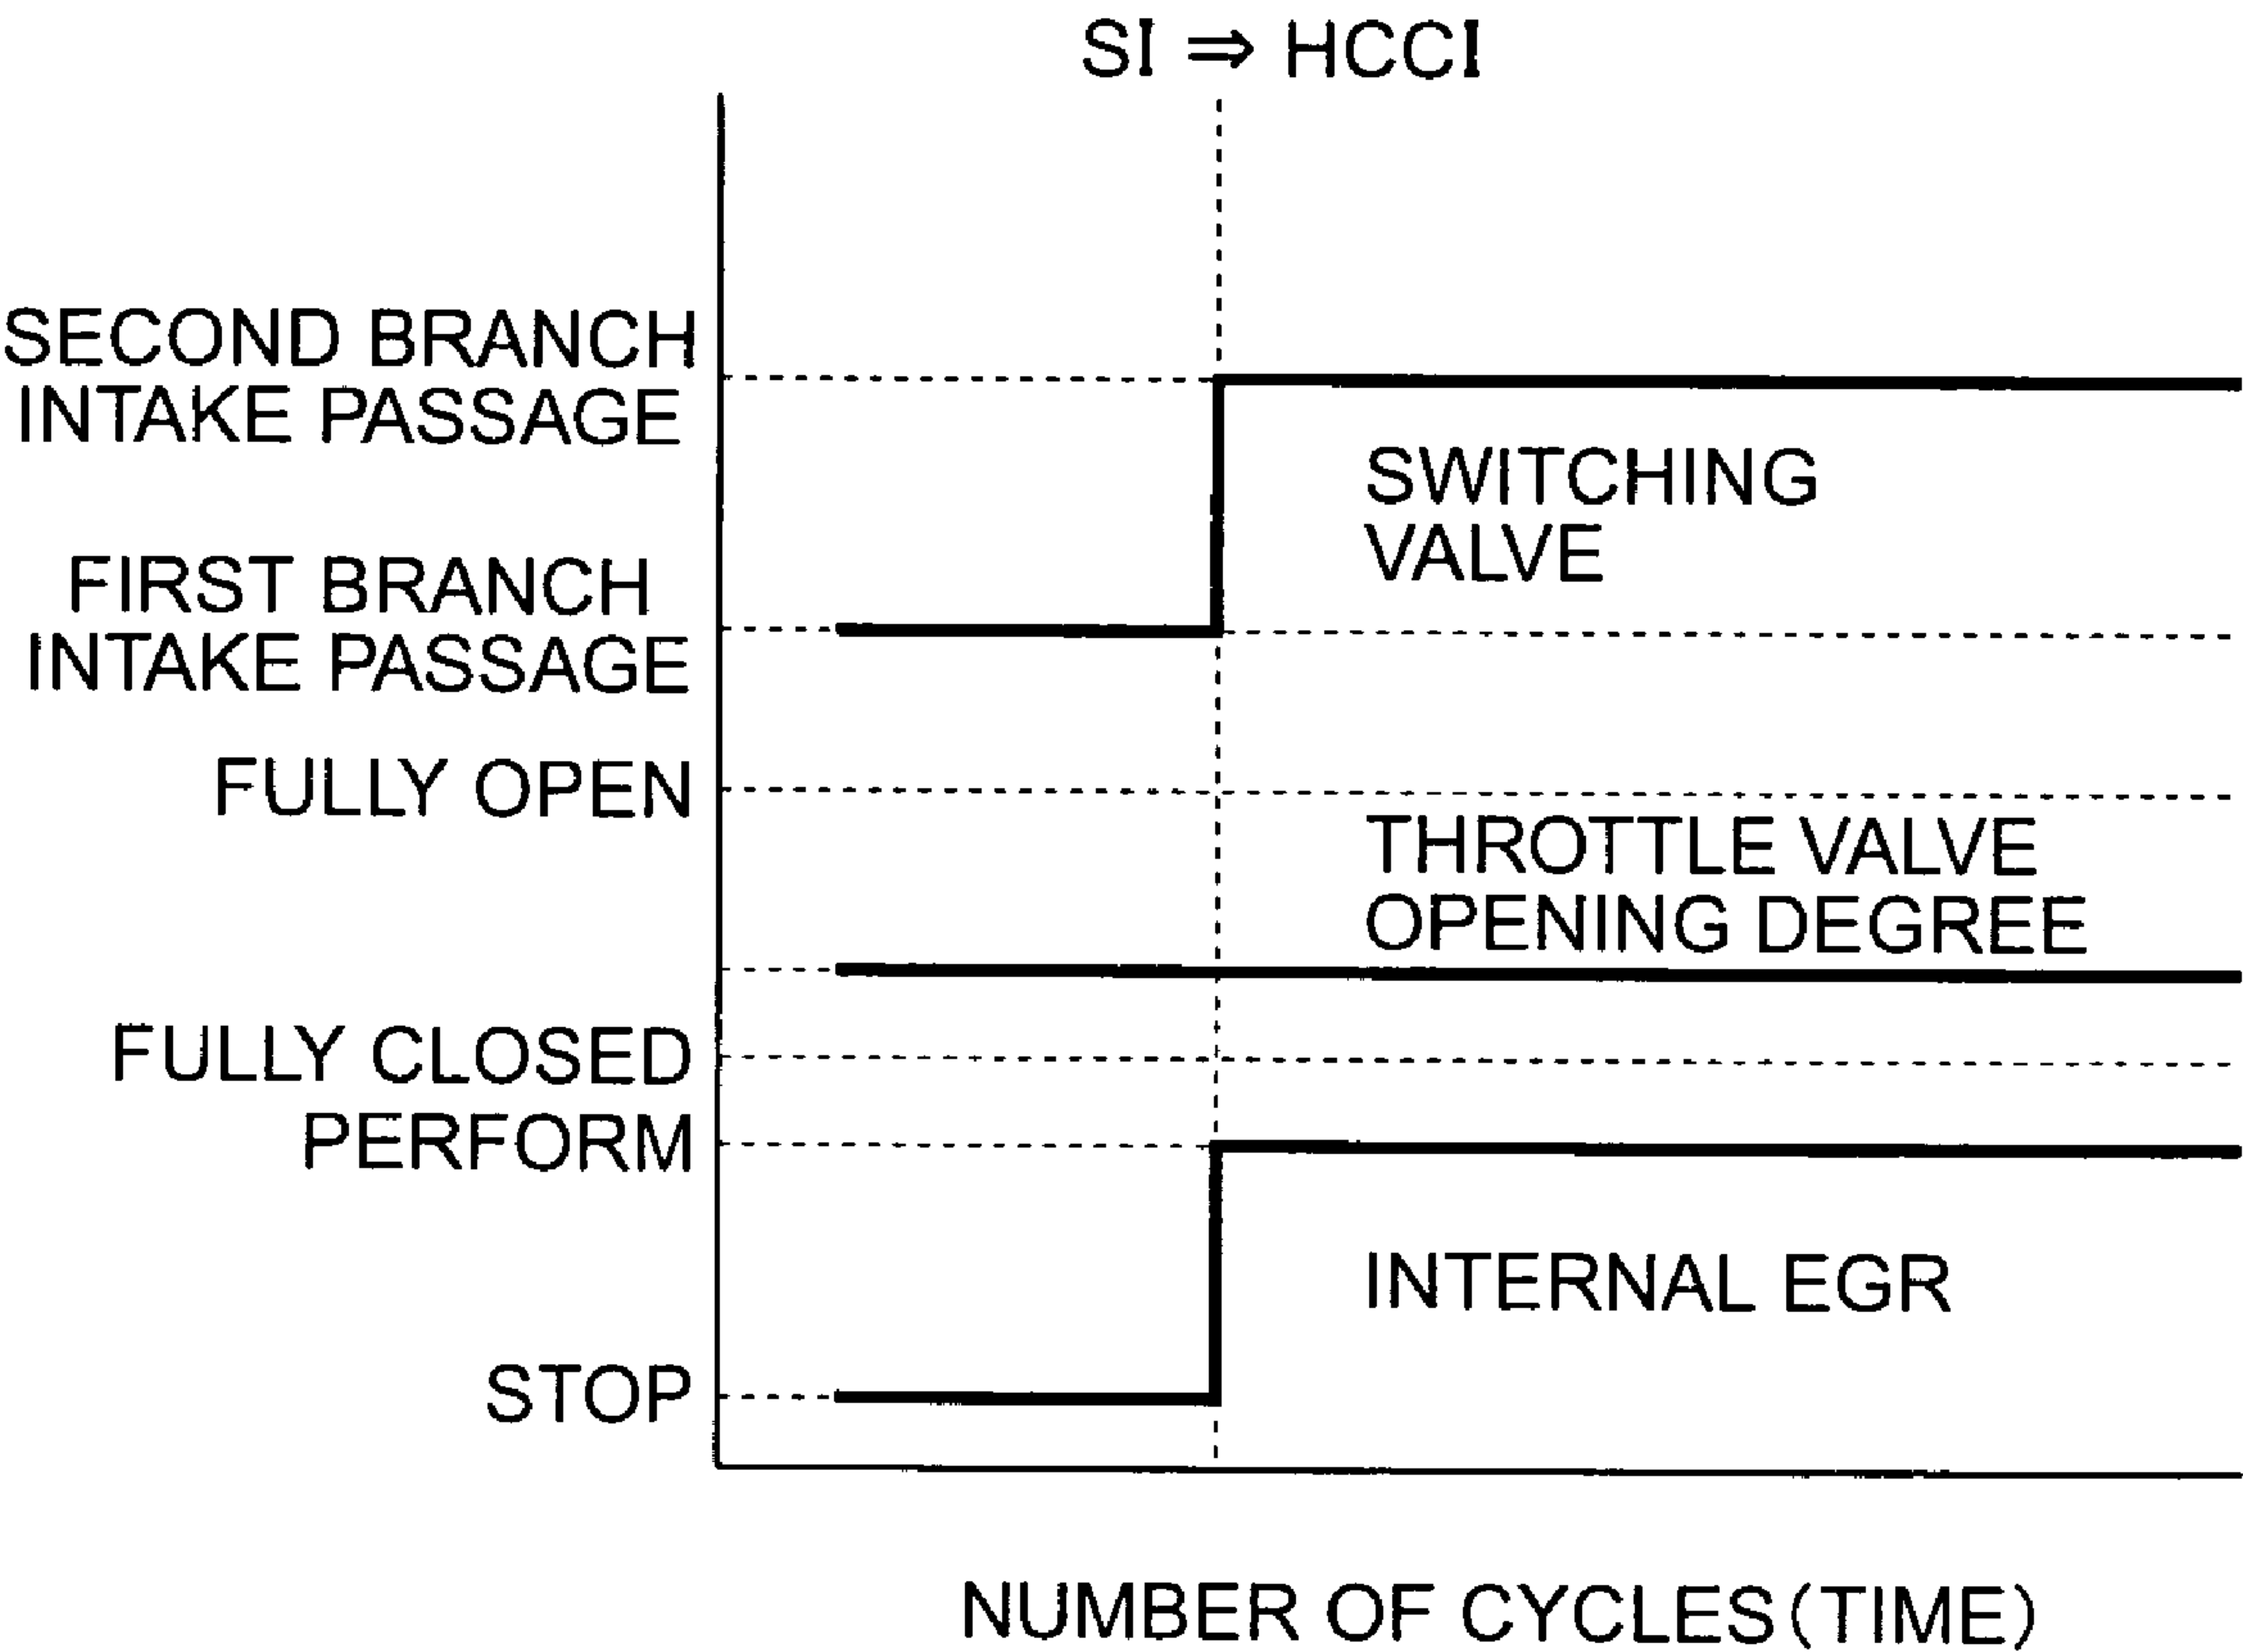 SI ⇒ HCCI
SECOND BRANCH
INTAKE PASSAGE
SWITCHING
VALVE
FIRST BRANCH
INTAKE PASSAGE
FULLY OPEN
THROTTLE VALVE
OPENING DEGREE
FULLY CLOSED
PERFORM
INTERNAL EGR
STOP
NUMBER OF CYCLES(TIME)